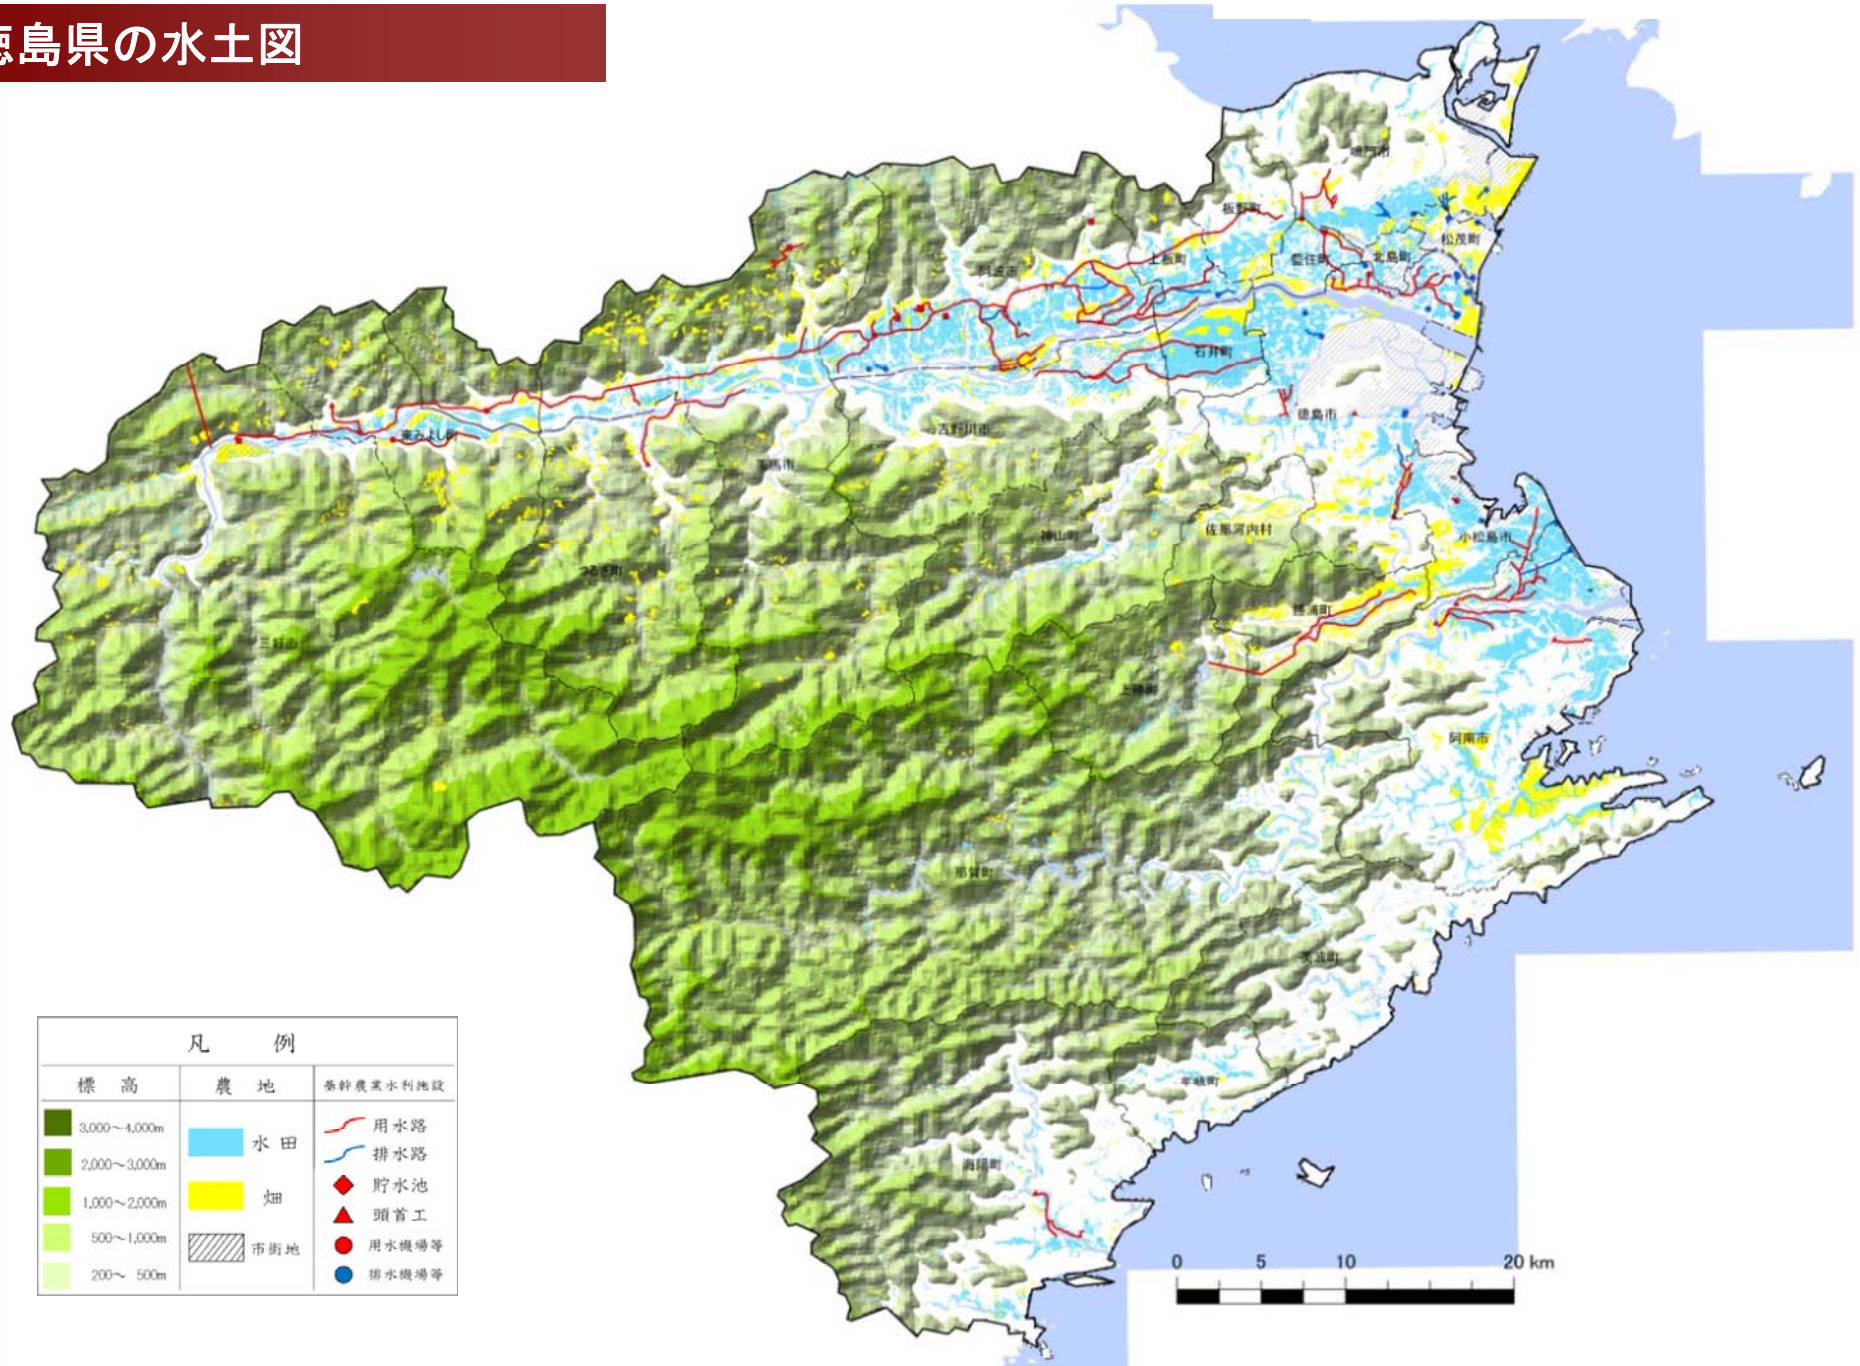 徳島県の水土図
鳴門市
板野町
松茂町
上板町
藍住町
北島町
阿波市
石井町
徳島市
東みよし町
吉野川市
美馬市
佐那河内村
神山町
小松島市
つるぎ町
勝浦町
三好市
上勝町
阿南市
那賀町
美波町
牟岐町
海陽町
凡 例
標 高
農 地
基幹農業水利施設
3,000～4,000m
2,000～3,000m
1,000～2,000m
500～1,000m
200～ 500m
水 田
畑
市街地
用水路
排水路
貯水池
頭首工
用水機場等
排水機場等
0 5 10 20 km